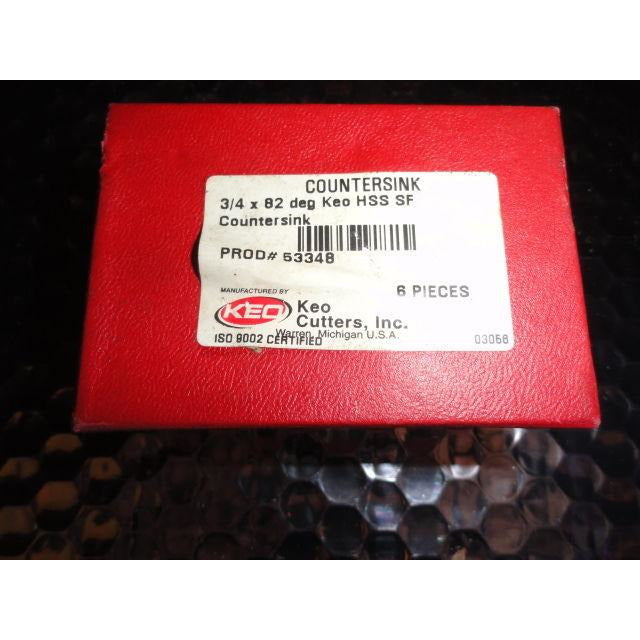 COUNTERSINK
3/4 x 82 deg Keo HSS SF
Countersink
PROD# 53348
6 PIECES
MANUFACTURED BY
KEO
Keo
Cutters, Inc.
Warren, Michigan U.S.A.
ISO 9002 CERTIFIED
03056